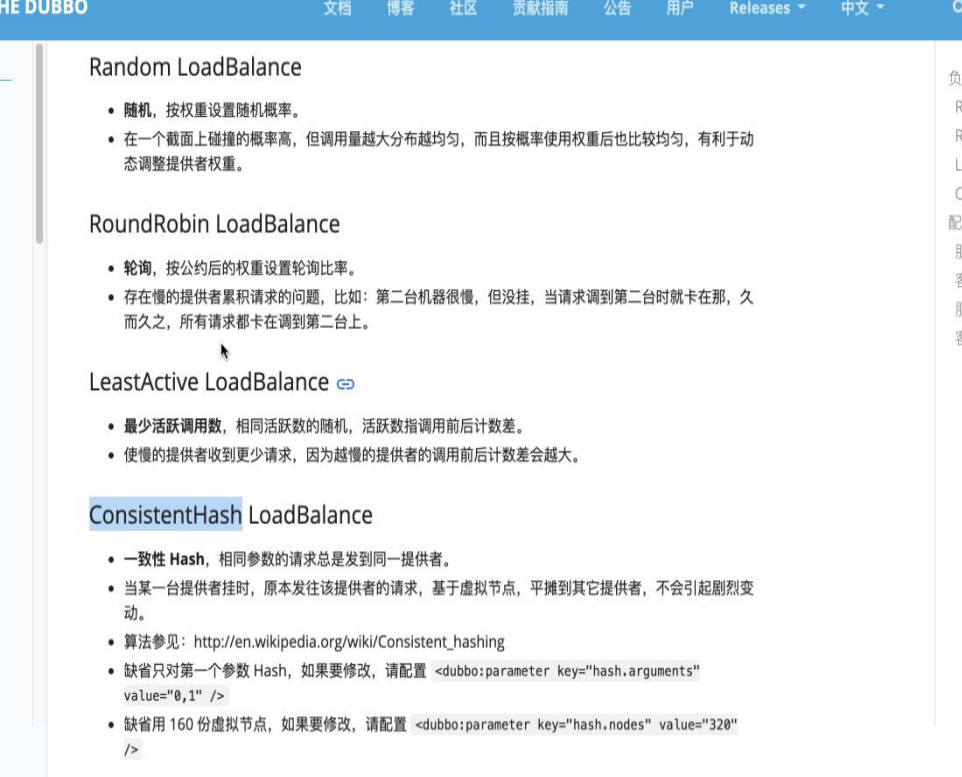 HE DUBBO
文档 博客 社区 贡献指南 公告 用户 Releases 中文
Random LoadBalance
随机，按权重设置随机概率。
在一个截面上碰撞的概率高，但调用量越大分布越均匀，而且按概率使用权重后也比较均匀，有利于动
态调整提供者权重。
RoundRobin LoadBalance
轮询，按公约后的权重设置轮询比率。
存在慢的提供者累积请求的问题，比如：第二台机器很慢，但没挂，当请求调到第二台时就卡在那，久
而久之，所有请求都卡在调到第二台上。
LeastActive LoadBalance
最少活跃调用数，相同活跃数的随机，活跃数指调用前后计数差。
使慢的提供者收到更少请求，因为越慢的提供者的调用前后计数差会越大。
ConsistentHash LoadBalance
一致性 Hash，相同参数的请求总是发到同一提供者。
当某一台提供者挂时，原本发往该提供者的请求，基于虚拟节点，平摊到其它提供者，不会引起剧烈变
动。
算法参见：http://en.wikipedia.org/wiki/Consistent_hashing
缺省只对第一个参数 Hash，如果要修改，请配置 <dubbo:parameter key="hash.arguments"
value="0,1" />
缺省用 160 份虚拟节点，如果要修改，请配置 <dubbo:parameter key="hash.nodes" value="320"
/>
负
R
R
L
C
配